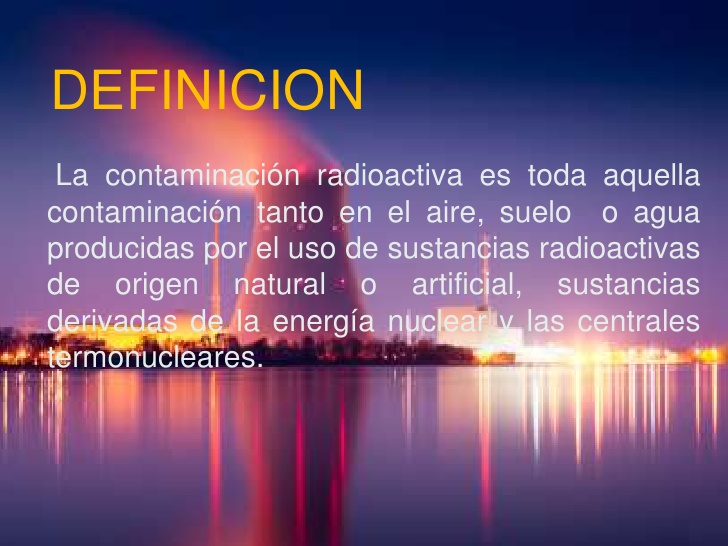 DEFINICION
La contaminación radioactiva es toda aquella
contaminación tanto en el aire, suelo o agua
producidas por el uso de sustancias radioactivas
de origen natural o artificial, sustancias
derivadas de la energía nuclear y las centrales
termonucleares.